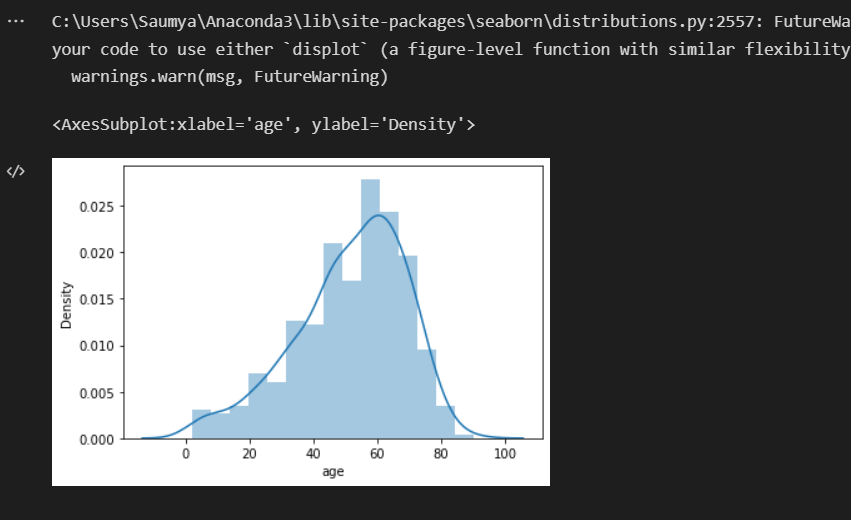 ... C:\Users\Saumya\Anaconda3\lib\site-packages\seaborn\distributions.py:2557: FutureWa
your code to use either `displot` (a figure-level function with similar flexibility
warnings.warn(msg, FutureWarning)
<AxesSubplot:xlabel='age', ylabel='Density'>
</>
0.025
0.020
0.015
0.010
0.005
0.000
Density
0 20 40 60 80 100
age